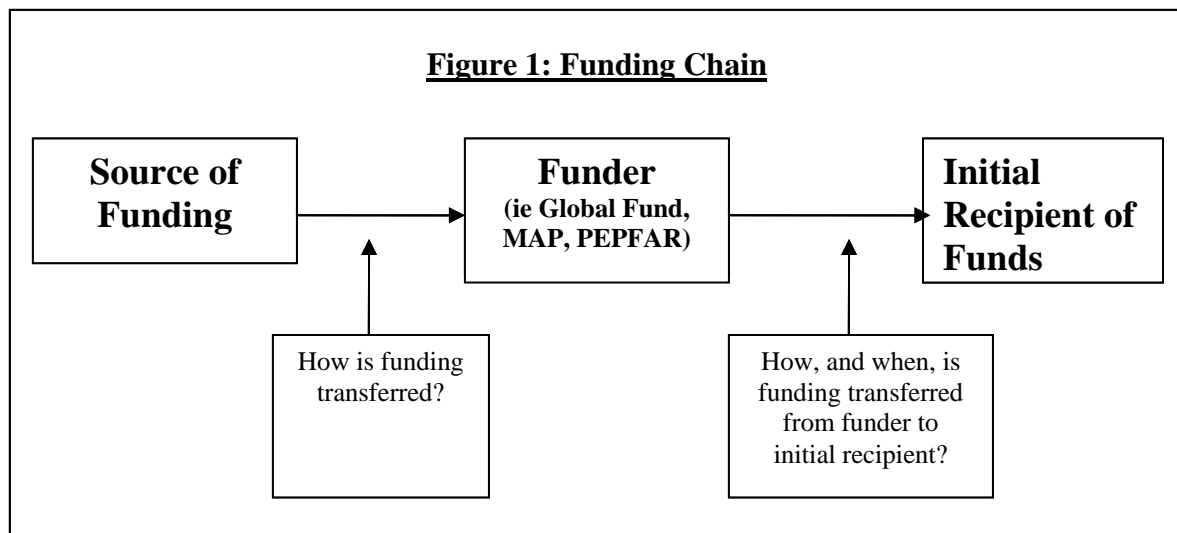 Figure 1: Funding Chain
Source of
Funding
Funder
(ie Global Fund,
MAP, PEPFAR)
Initial
Recipient of
Funds
How is funding
transferred?
How, and when, is
funding transferred
from funder to
initial recipient?